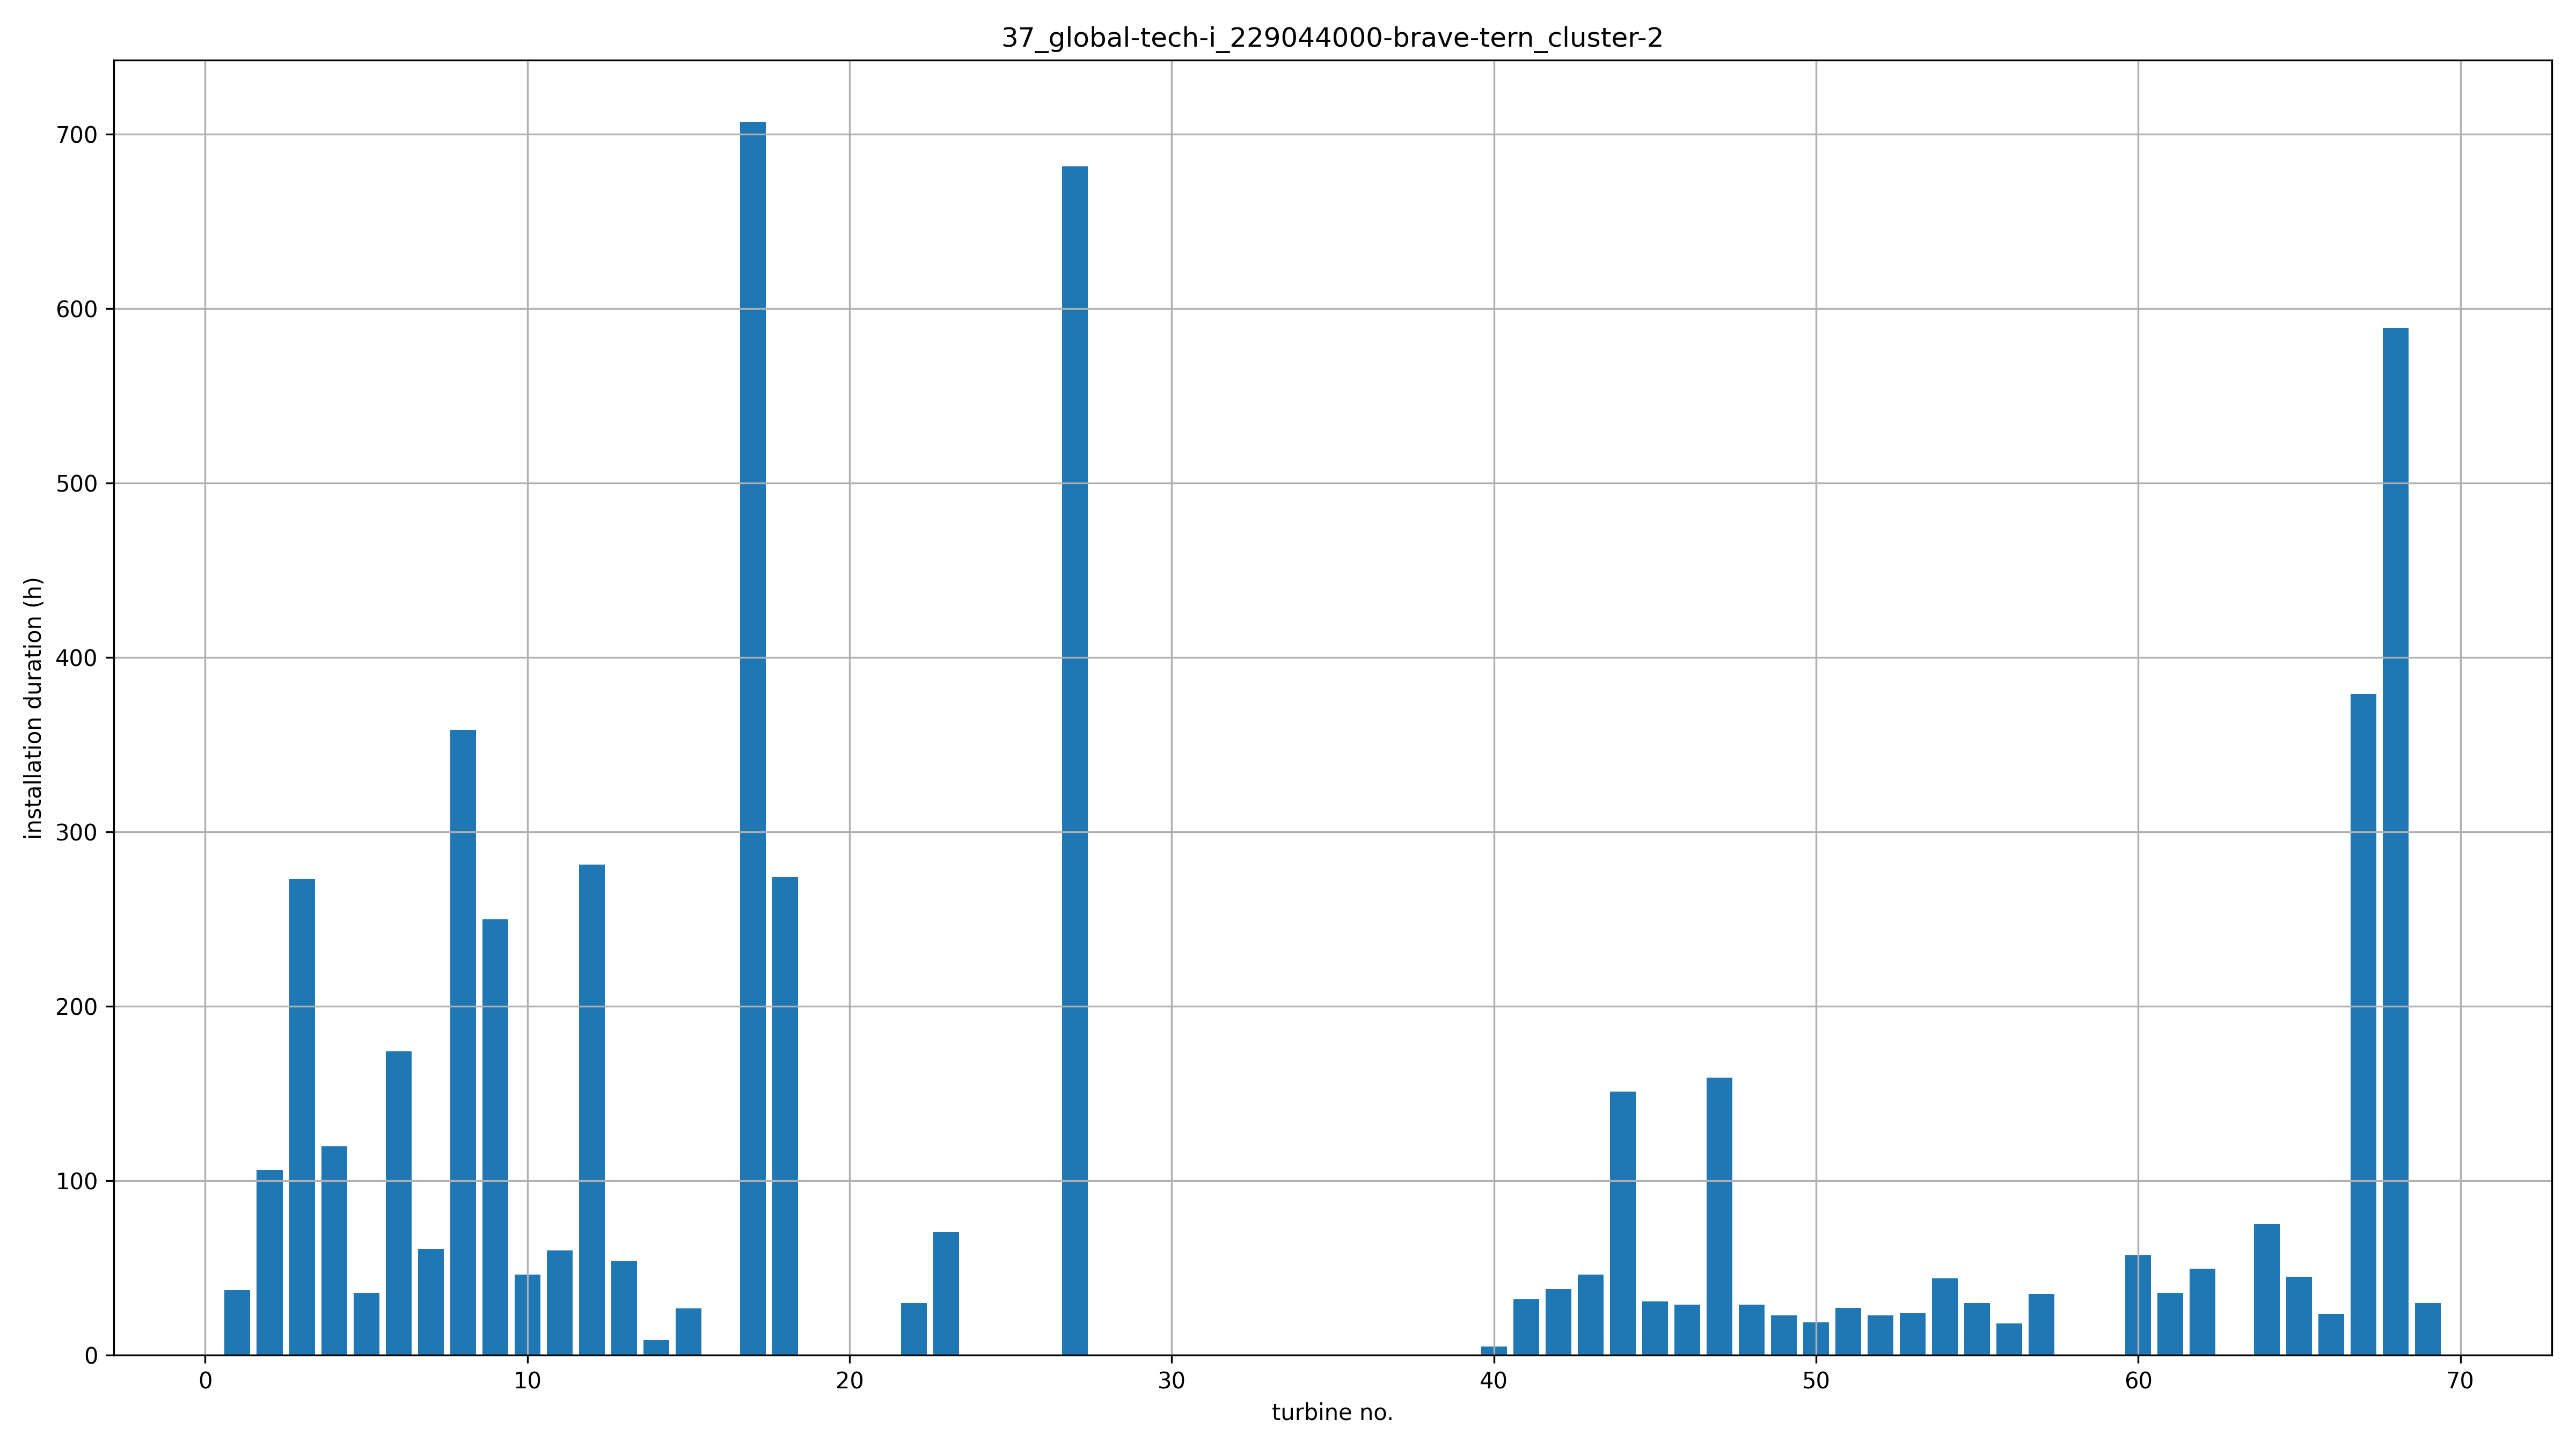 37_global-tech-i_229044000-brave-tern_cluster-2
installation duration (h)
700
600
500
400
300
200
100
0
0 10 20 30 40 50 60 70
turbine no.